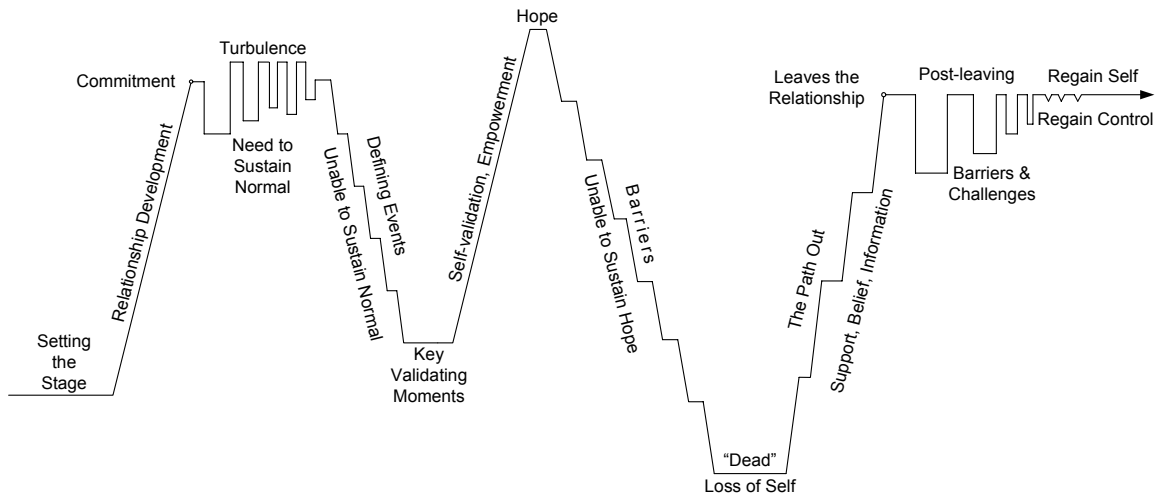 Setting
the
Stage
Relationship Development
Commitment
Turbulence
Need to
Sustain
Normal
Defining Events
Unable to Sustain Normal
Key
Validating
Moments
Self-validation, Empowerment
Hope
Barriers
Unable to Sustain Hope
“Dead”
Loss of Self
The Path Out
Support, Belief, Information
Leaves the
Relationship
Post-leaving
Barriers &
Challenges
Regain Self
Regain Control